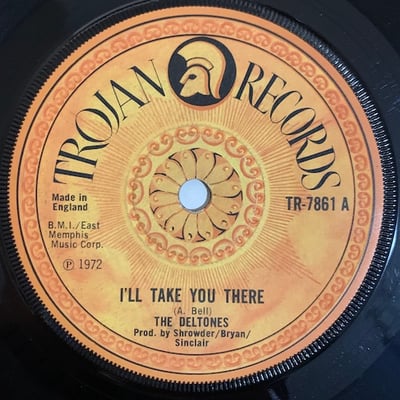 TROJAN RECORDS
Made in
England
TR-7861 A
B.M.I./East
Memphis
Music Corp.
℗ 1972
I'LL TAKE YOU THERE
(A. Bell)
THE DELTONES
Prod. by Shrowder/Bryan/
Sinclair